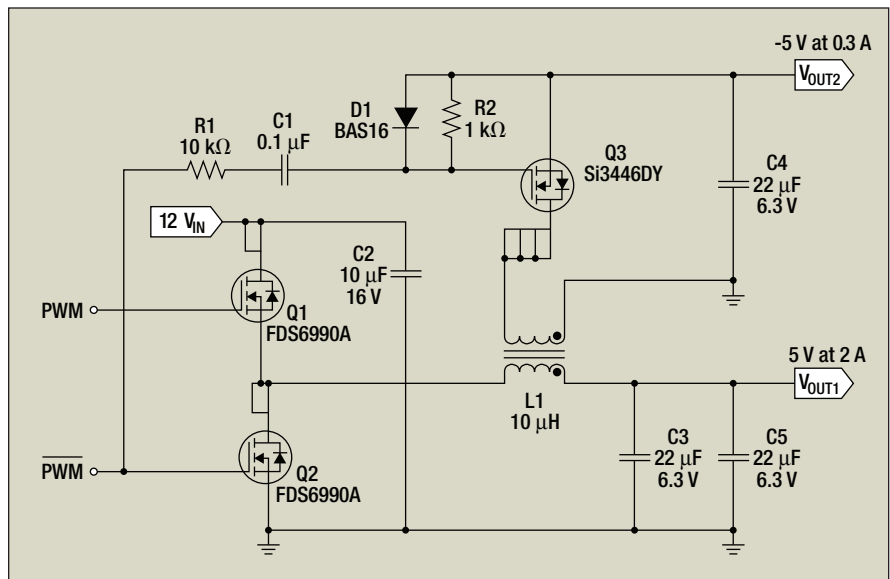 -5 V at 0.3 A
VOUT2
D1
BAS16
R2
1 kΩ
R1
10 kΩ
C1
0.1 μF
Q3
Si3446DY
C4
22 μF
6.3 V
12 VIN
C2
10 μF
16 V
PWM
Q1
FDS6990A
5 V at 2 A
VOUT1
L1
10 μH
C3
22 μF
6.3 V
C5
22 μF
6.3 V
P̅W̅M̅
Q2
FDS6990A